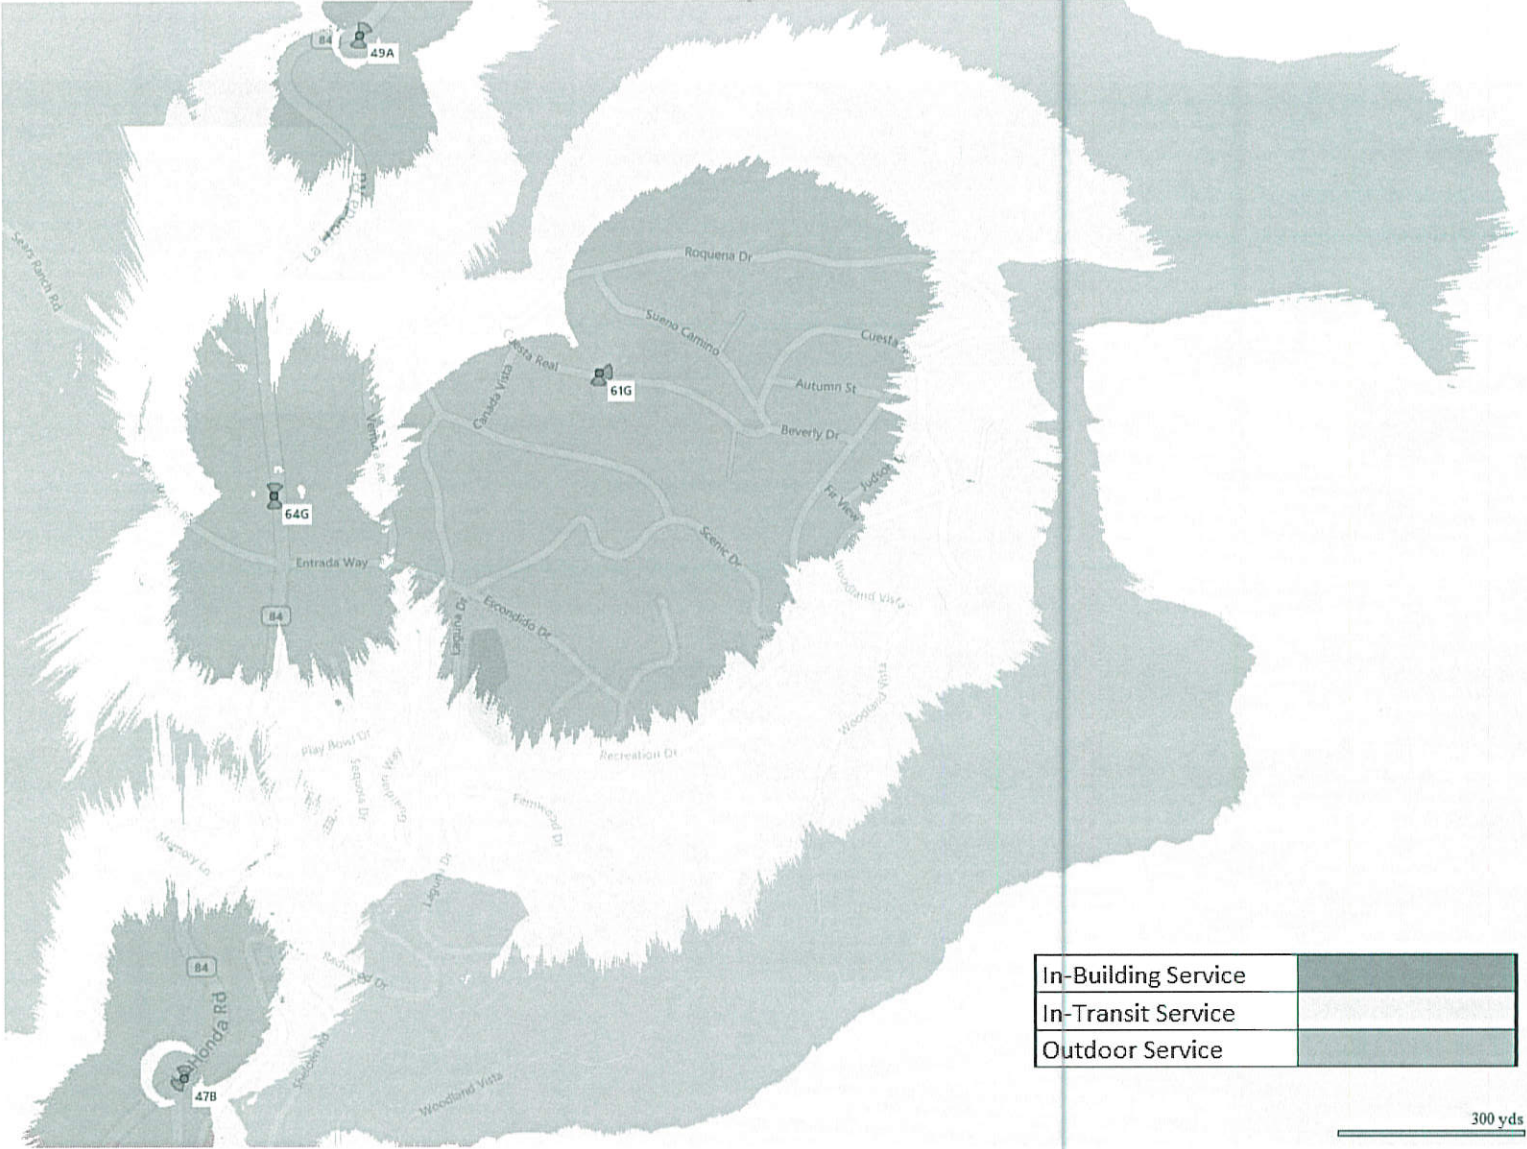 84
49A
La Honda Rd
Sears Ranch Rd
Roquena Dr
Sueno Camino
Cuesta
Cuesta Real
Canada Vista
61G
Autumn St
Beverly Dr
Judson
Fir View
64G
Entrada Way
84
Scenic Dr
Escondido Dr
Laguna Dr
Woodland Vista
Woodland Vista
Recreation Dr
Play Bowl Dr
Sequoia Dr
Memory Ln
Laguna Dr
Redwood Dr
84
Honda Rd
47B
Woodland Vista
In-Building Service
In-Transit Service
Outdoor Service
300 yds